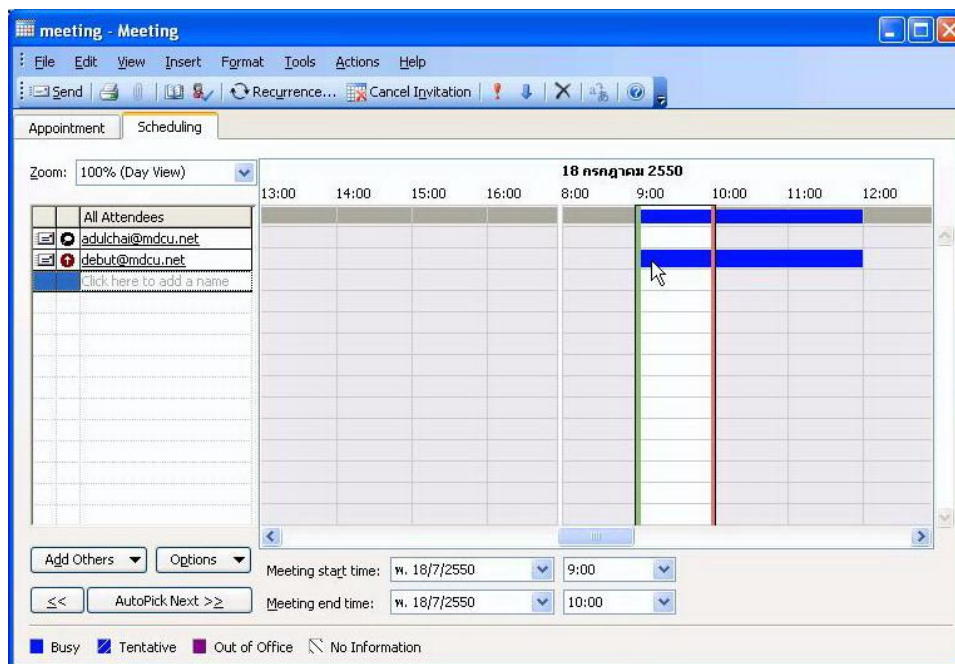 meeting - Meeting
File Edit View Insert Format Tools Actions Help
Send Recurrence... Cancel Invitation
Appointment Scheduling
Zoom: 100% (Day View)
18 กรกฎาคม 2550
13:00 14:00 15:00 16:00 8:00 9:00 10:00 11:00 12:00
All Attendees
adulchai@mdcu.net
debut@mdcu.net
Click here to add a name
Add Others Options
Meeting start time: พ. 18/7/2550 9:00
<< AutoPick Next >> Meeting end time: พ. 18/7/2550 10:00
Busy Tentative Out of Office No Information